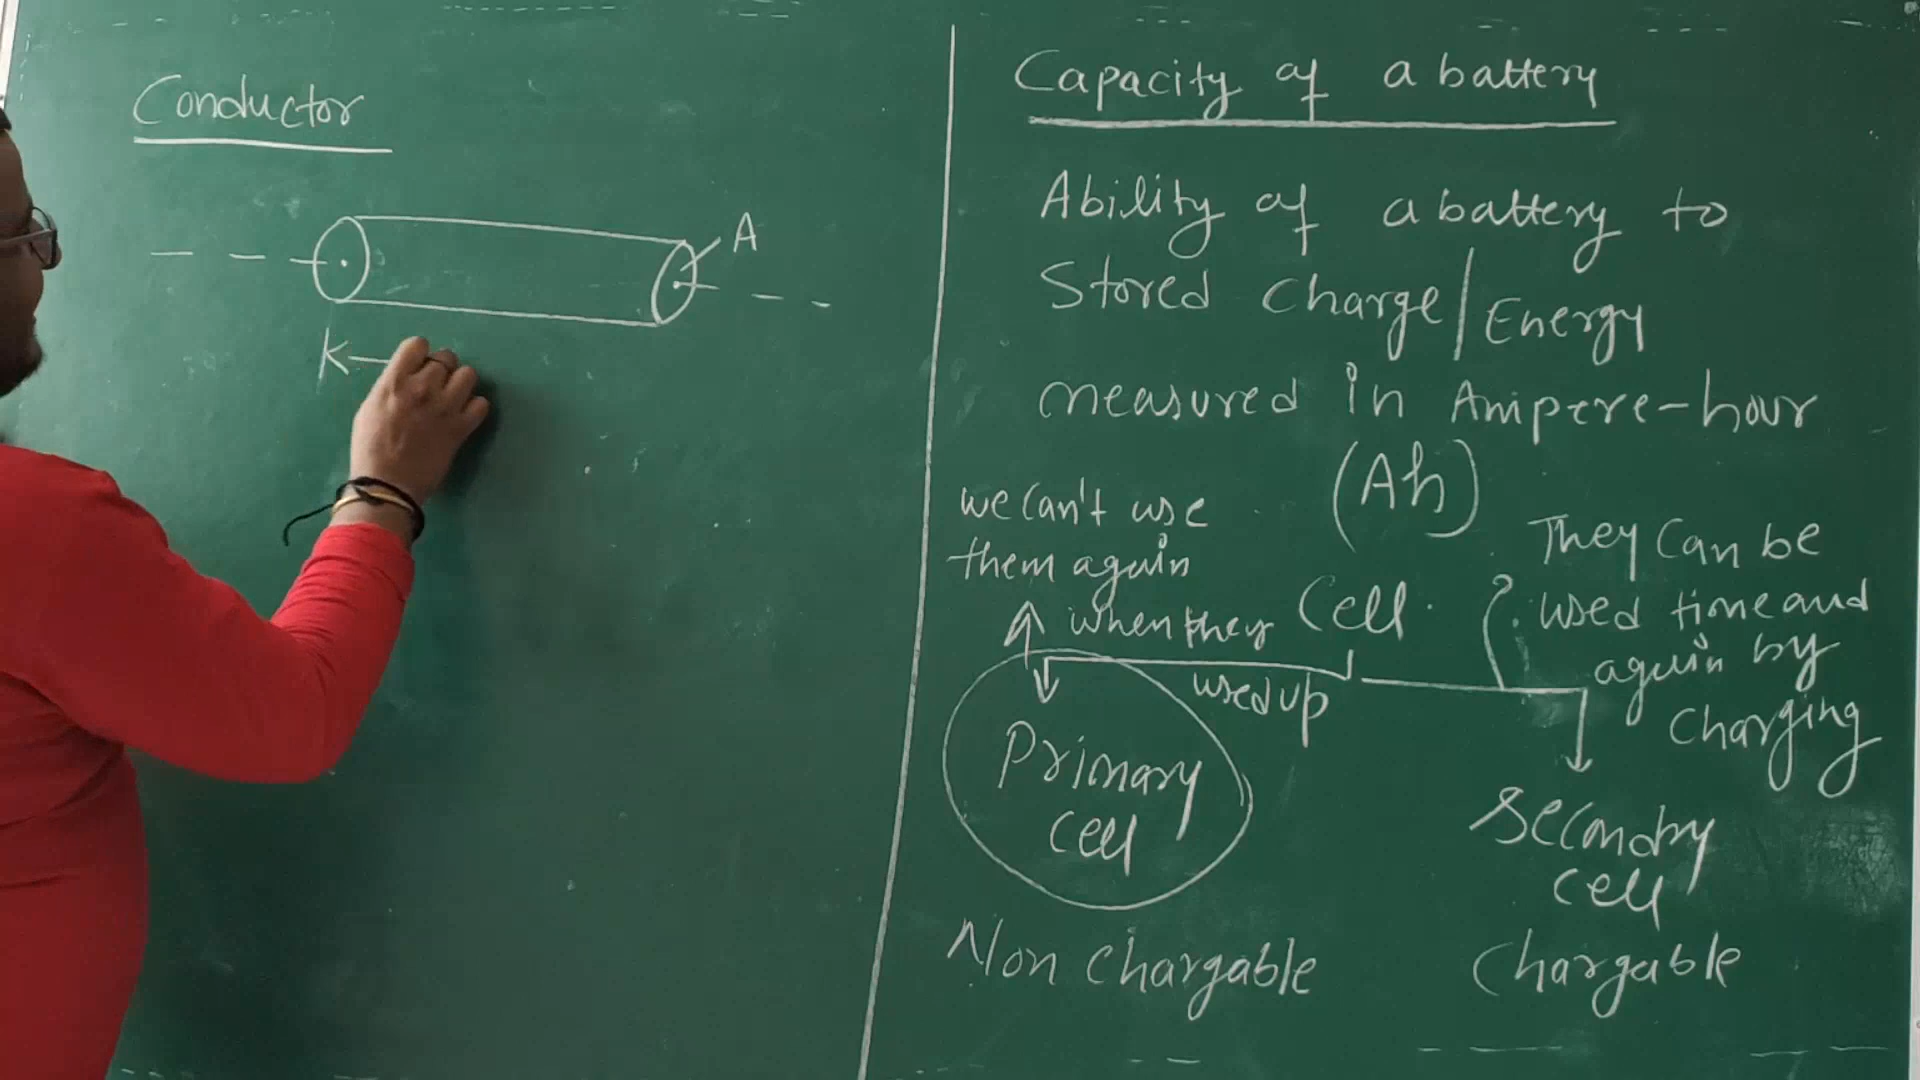 Conductor
A
Capacity of a battery
Ability of a battery to
Stored Charge/Energy
measured in Ampere-hour
(Ah)
we can't use
them again
when they
used up
Cell
They can be
used time and
again by
Charging
Primary
Cell
Secondry
Cell
Non Chargable
Chargable